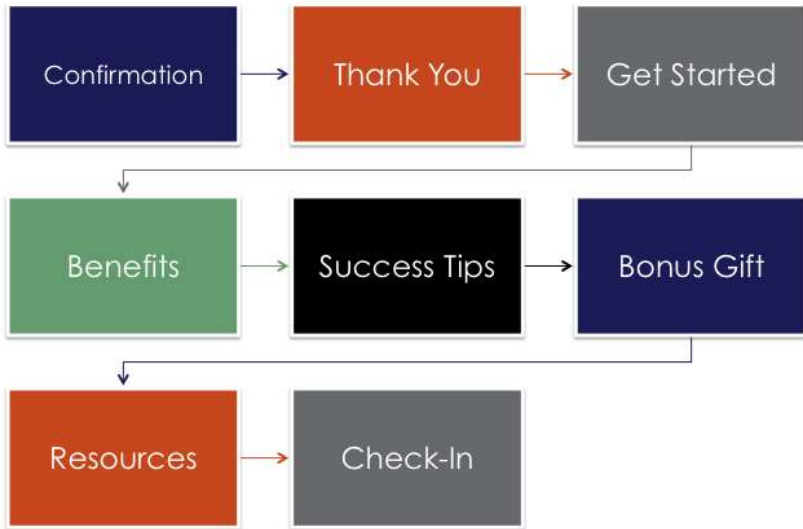 Confirmation
Thank You
Get Started
Benefits
Success Tips
Bonus Gift
Resources
Check-In